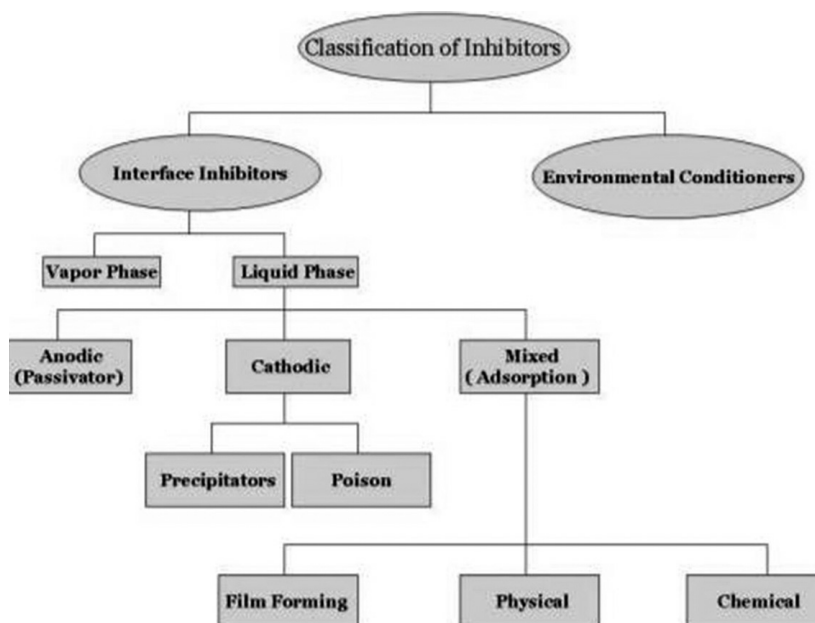 Classification of Inhibitors
Interface Inhibitors
Environmental Conditioners
Vapor Phase
Liquid Phase
Anodic
(Passivator)
Cathodic
Mixed
( Adsorption )
Precipitators
Poison
Film Forming
Physical
Chemical